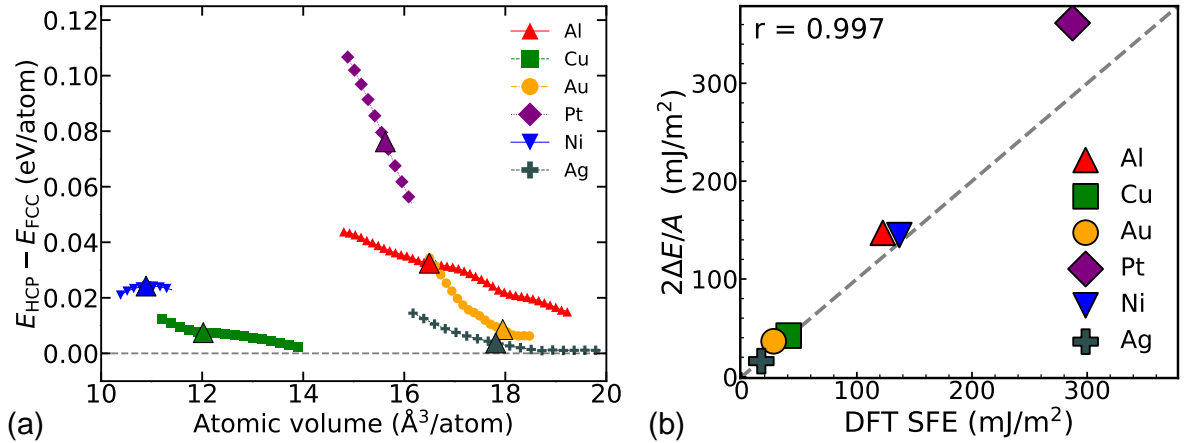 0.12
0.10
0.08
0.06
0.04
0.02
0.00
E_HCP − E_FCC (eV/atom)
Al
Cu
Au
Pt
Ni
Ag
10 12 14 16 18 20
Atomic volume (Å³/atom)
(a)
r = 0.997
300
200
100
0
2ΔE/A (mJ/m²)
Al
Cu
Au
Pt
Ni
Ag
0 100 200 300
DFT SFE (mJ/m²)
(b)